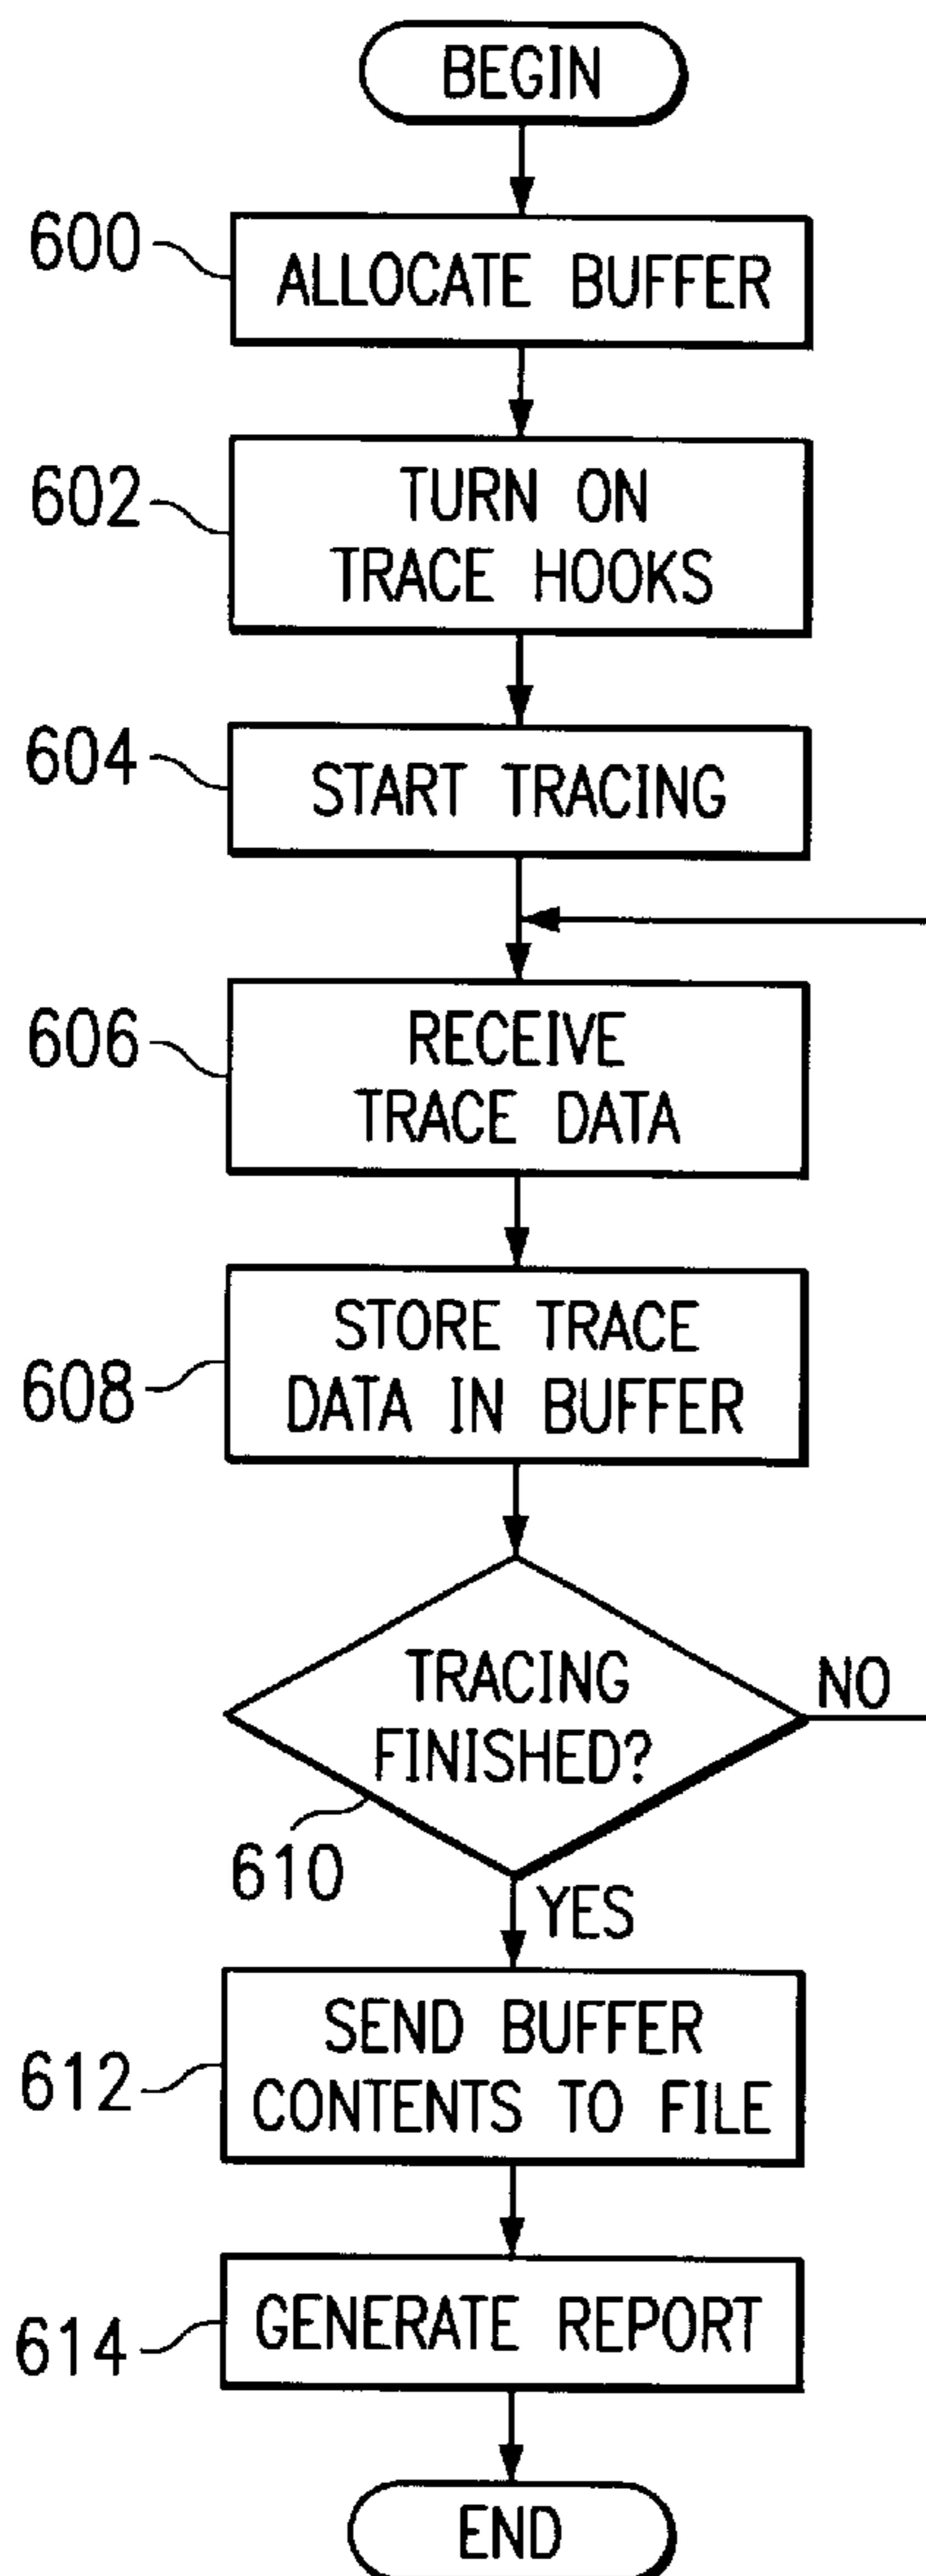 BEGIN
600
ALLOCATE BUFFER
602
TURN ON
TRACE HOOKS
604
START TRACING
606
RECEIVE
TRACE DATA
608
STORE TRACE
DATA IN BUFFER
TRACING
FINISHED?
NO
610
YES
612
SEND BUFFER
CONTENTS TO FILE
614
GENERATE REPORT
END